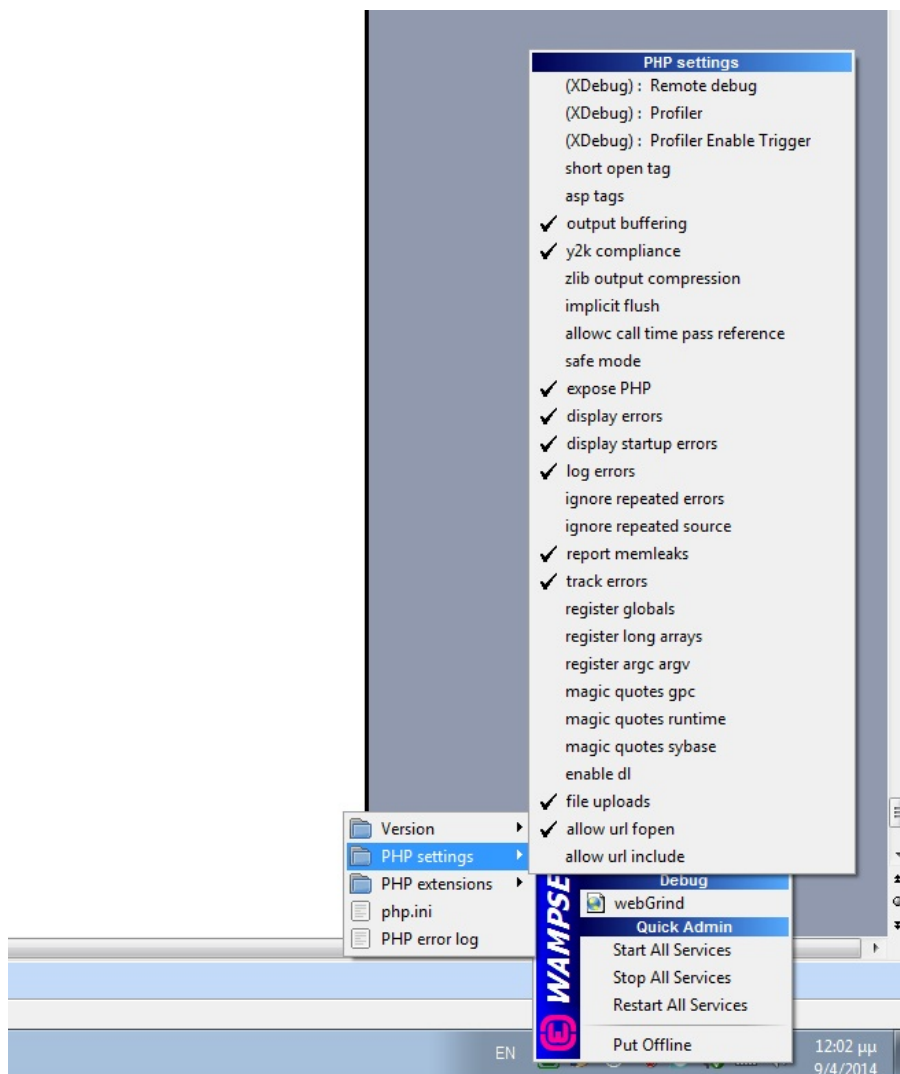 PHP settings
(XDebug) : Remote debug
(XDebug) : Profiler
(XDebug) : Profiler Enable Trigger
short open tag
asp tags
output buffering
y2k compliance
zlib output compression
implicit flush
allowc call time pass reference
safe mode
expose PHP
display errors
display startup errors
log errors
ignore repeated errors
ignore repeated source
report memleaks
track errors
register globals
register long arrays
register argc argv
magic quotes gpc
magic quotes runtime
magic quotes sybase
enable dl
file uploads
allow url fopen
allow url include
Version
PHP settings
PHP extensions
php.ini
PHP error log
Debug
webGrind
Quick Admin
Start All Services
Stop All Services
Restart All Services
Put Offline
EN
12:02 μμ
9/4/2014